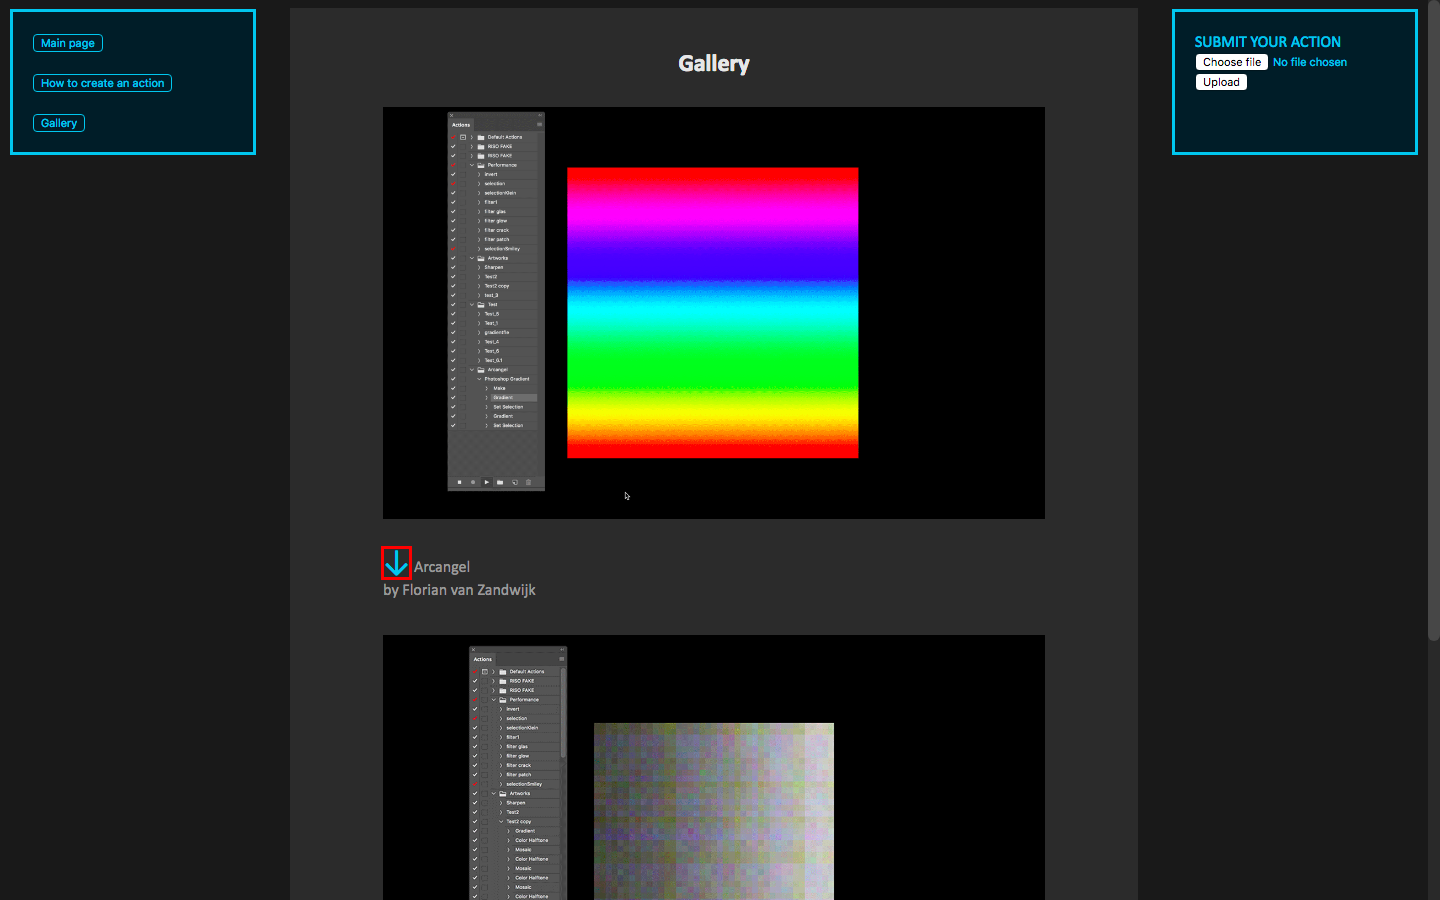 Main page
How to create an action
Gallery
Gallery
SUBMIT YOUR ACTION
Choose file No file chosen
Upload
Actions
Default Actions
RISO FAKE
RISO FAKE
Performance
invert
selection
selectionKlein
filter1
filter glas
filter glow
filter crack
filter patch
selectionSmiley
Artworks
Sharpen
Test2
Test2 copy
test_3
Test
Test_5
Test_1
gradientfile
Test_4
Test_6
Test_6.1
Arcangel
Photoshop Gradient
Make
Gradient
Set Selection
Gradient
Set Selection
Arcangel
by Florian van Zandwijk
Actions
Default Actions
RISO FAKE
RISO FAKE
Performance
invert
selection
selectionKlein
filter1
filter glas
filter glow
filter crack
filter patch
selectionSmiley
Artworks
Sharpen
Test2
Test2 copy
Gradient
Color Halftone
Mosaic
Color Halftone
Mosaic
Color Halftone
Mosaic
Color Halftone